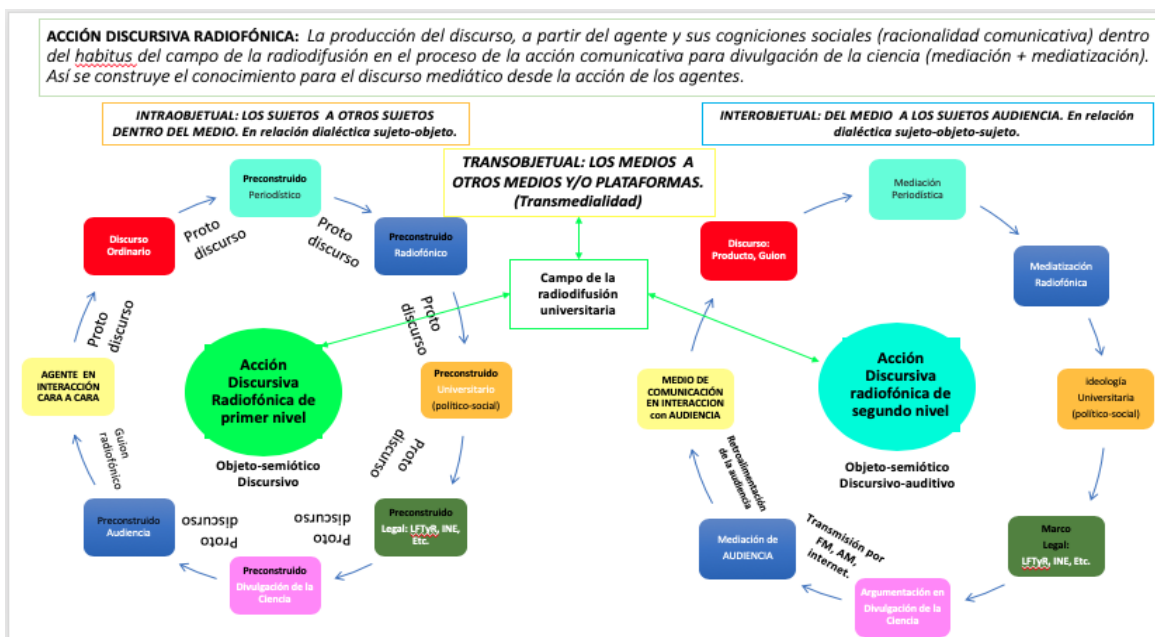 ACCIÓN DISCURSIVA RADIOFÓNICA: La producción del discurso, a partir del agente y sus cogniciones sociales (racionalidad comunicativa) dentro
del habitus del campo de la radiodifusión en el proceso de la acción comunicativa para divulgación de la ciencia (mediación + mediatización).
Así se construye el conocimiento para el discurso mediático desde la acción de los agentes.
INTRAOBJETUAL: LOS SUJETOS A OTROS SUJETOS
DENTRO DEL MEDIO. En relación dialéctica sujeto-objeto.
INTEROBJETUAL: DEL MEDIO A LOS SUJETOS AUDIENCIA. En relación
dialéctica sujeto-objeto-sujeto.
TRANSOBJETUAL: LOS MEDIOS A
OTROS MEDIOS Y/O PLATAFORMAS.
(Transmedialidad)
Campo de la
radiodifusión
universitaria
Preconstruido
Periodístico
Proto
discurso
Preconstruido
Radiofónico
Proto
discurso
Preconstruido
Universitario
(político-social)
Proto
discurso
Preconstruido
Legal: LFTyR, INE,
Etc.
Proto
discurso
Preconstruido
Divulgación de la
Ciencia
Proto
discurso
Preconstruido
Audiencia
Guion
radiofónico
AGENTE EN
INTERACCIÓN
CARA A CARA
Proto
discurso
Discurso
Ordinario
Proto
discurso
Acción
Discursiva
Radiofónica de
primer nivel
Objeto-semiótico
Discursivo
Mediación
Periodística
Mediatización
Radiofónica
ideología
Universitaria
(político-social)
Marco
Legal:
LFTyR, INE, Etc.
Argumentación en
Divulgación de la
Ciencia
Transmisión por
FM, AM,
internet.
Mediación de
AUDIENCIA
Retroalimentación
de la audiencia
MEDIO DE
COMUNICACIÓN
EN INTERACCION
con AUDIENCIA
Discurso:
Producto, Guion
Acción
Discursiva
radiofónica de
segundo nivel
Objeto-semiótico
Discursivo-auditivo